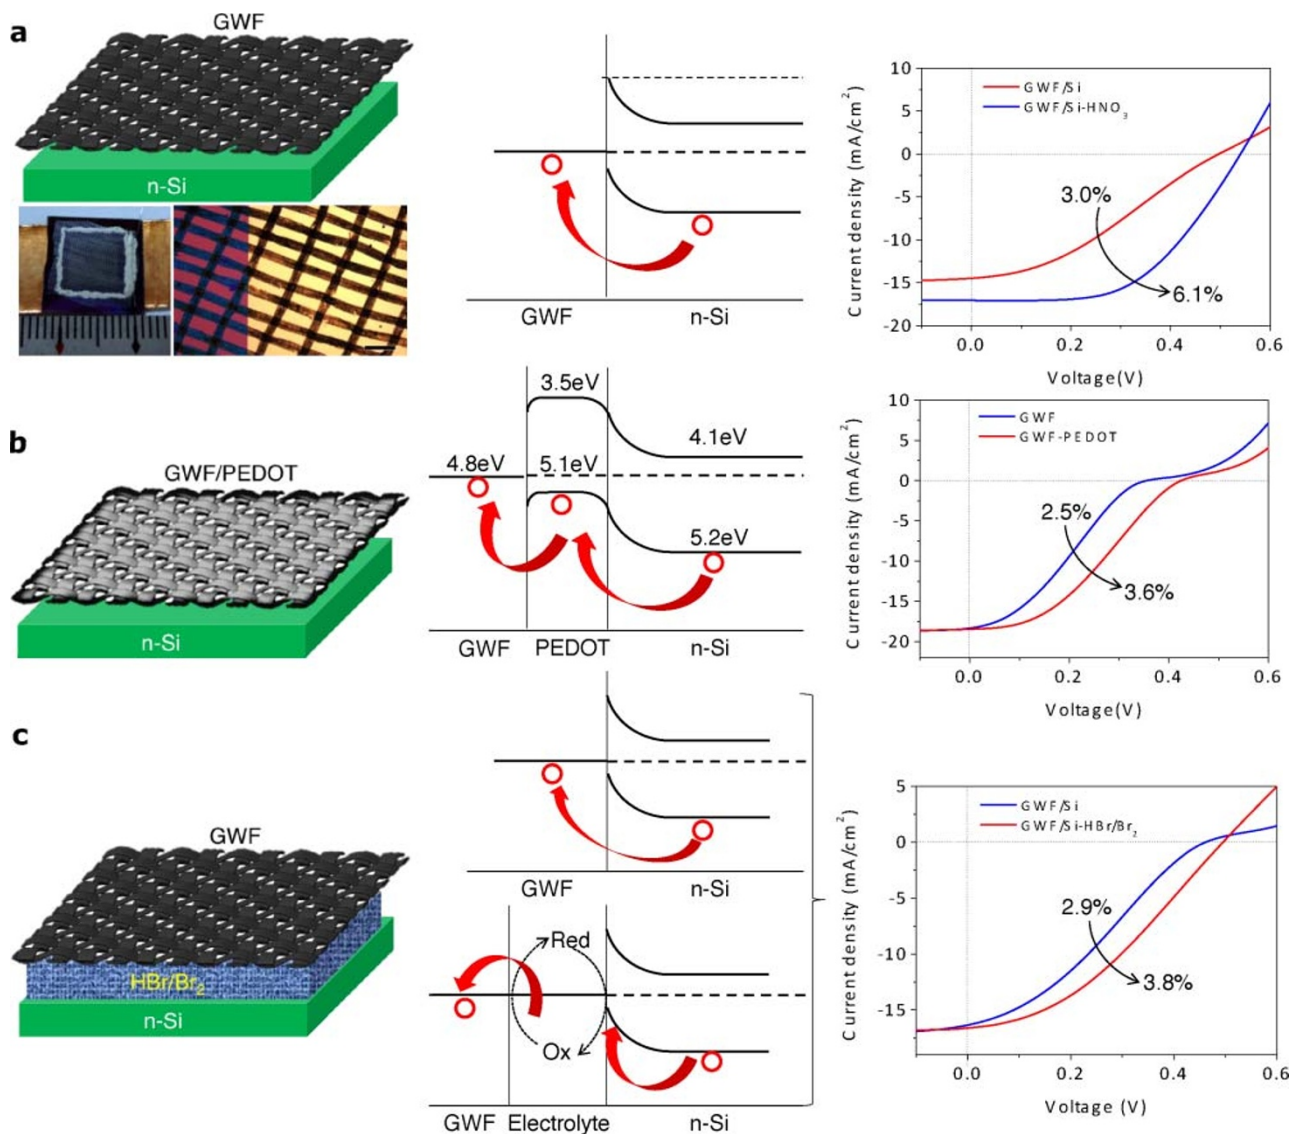 a
GWF
n-Si
GWF
n-Si
10
5
0
-5
-10
-15
-20
Current density (mA/cm²)
GWF/Si
GWF/Si-HNO₃
3.0%
6.1%
0.0
0.2
0.4
0.6
Voltage(V)
b
GWF/PEDOT
n-Si
3.5eV
4.1eV
4.8eV
5.1eV
5.2eV
GWF
PEDOT
n-Si
10
5
0
-5
-10
-15
-20
Current density (mA/cm²)
GWF
GWF-PEDOT
2.5%
3.6%
0.0
0.2
0.4
0.6
Voltage(V)
c
GWF
HBr/Br₂
n-Si
GWF
n-Si
Red
Ox
GWF
Electrolyte
n-Si
5
0
-5
-10
-15
Current density (mA/cm²)
GWF/Si
GWF/Si-HBr/Br₂
2.9%
3.8%
0.0
0.2
0.4
0.6
Voltage (V)